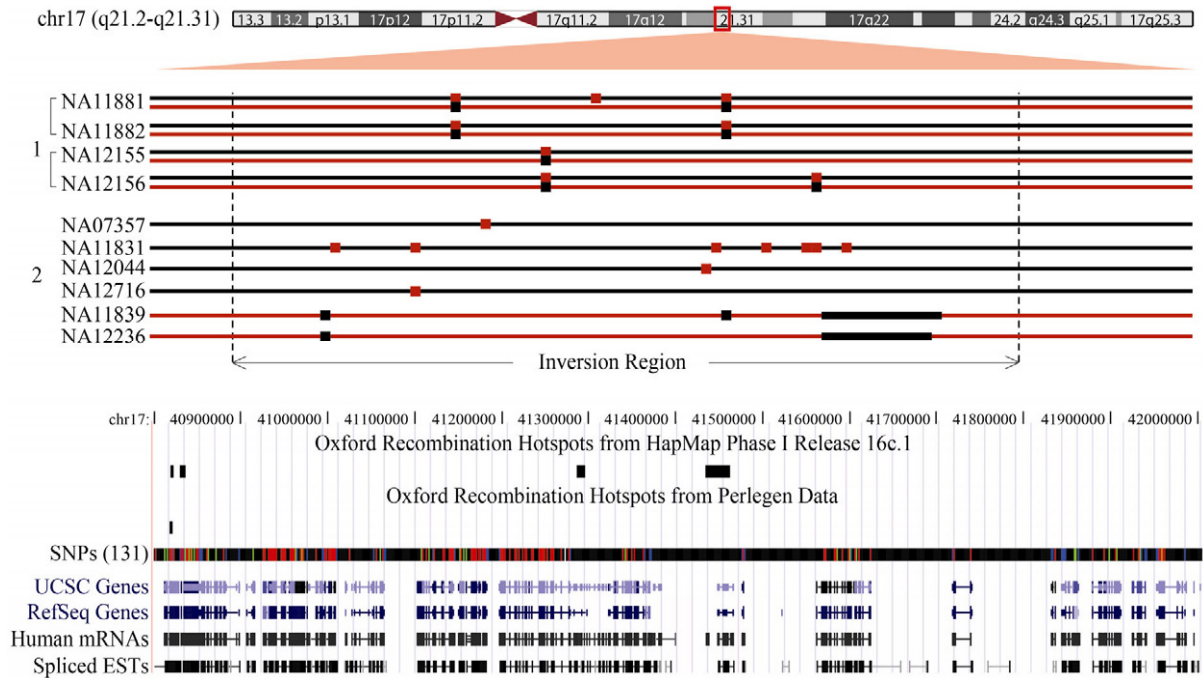 chr17 (q21.2-q21.31) 13.3 13.2 p13.1 17p12 17p11.2 17q11.2 17q12 21.31 17q22 24.2 q24.3 q25.1 17q25.3
NA11881
NA11882
1
NA12155
NA12156
NA07357
NA11831
2
NA12044
NA12716
NA11839
NA12236
Inversion Region
chr17: 40900000 41000000 41100000 41200000 41300000 41400000 41500000 41600000 41700000 41800000 41900000 42000000
Oxford Recombination Hotspots from HapMap Phase I Release 16c.1
Oxford Recombination Hotspots from Perlegen Data
SNPs (131)
UCSC Genes
RefSeq Genes
Human mRNAs
Spliced ESTs